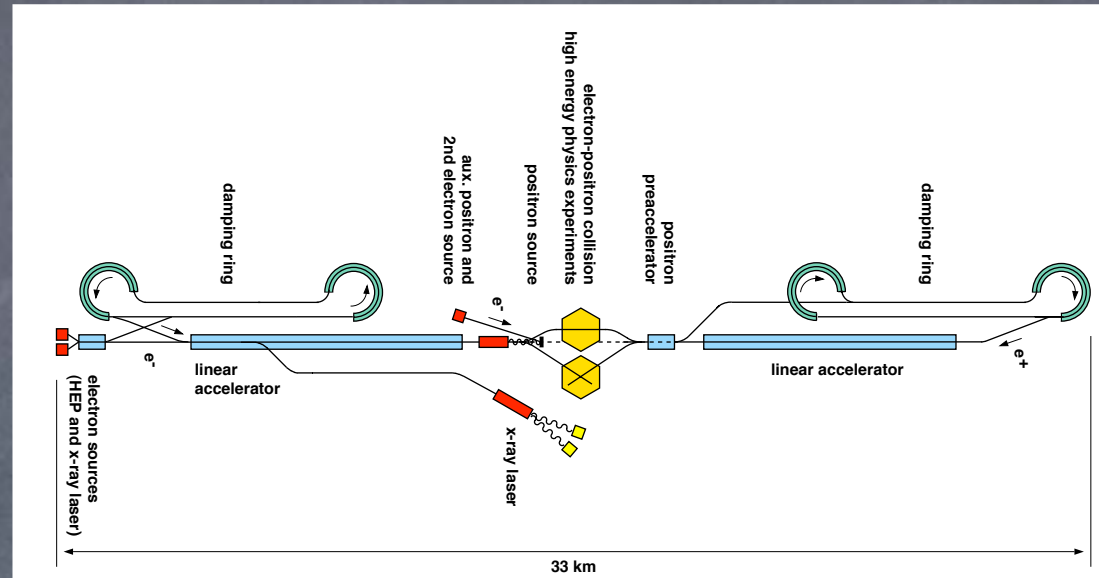 electron-positron collision
high energy physics experiments
aux. positron and
2nd electron source
positron source
positron
preaccelerator
damping ring
damping ring
e-
e-
e+
linear
accelerator
linear accelerator
electron sources
(HEP and x-ray laser)
x-ray laser
33 km